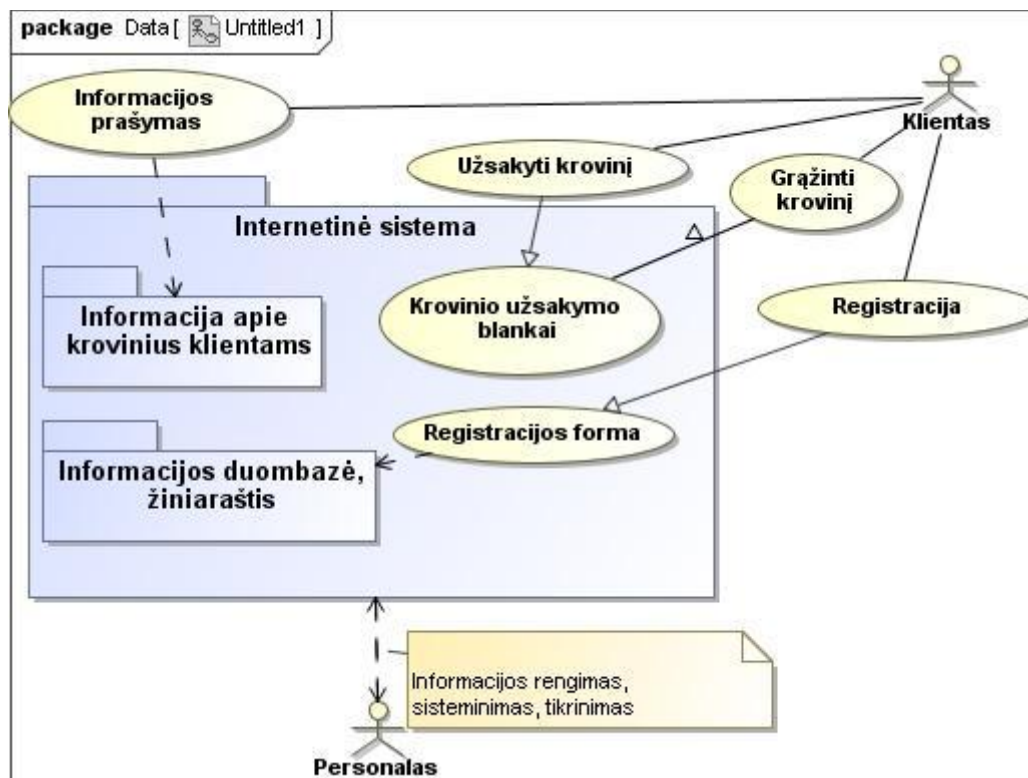 package Data [ Untitled1 ]
Informacijos
prašymas
Klientas
Užsakyti krovinį
Grąžinti
krovinį
Internetinė sistema
Informacija apie
krovinius klientams
Krovinio užsakymo
blankai
Registracija
Registracijos forma
Informacijos duombazė,
žiniaraštis
Informacijos rengimas,
sisteminimas, tikrinimas
Personalas